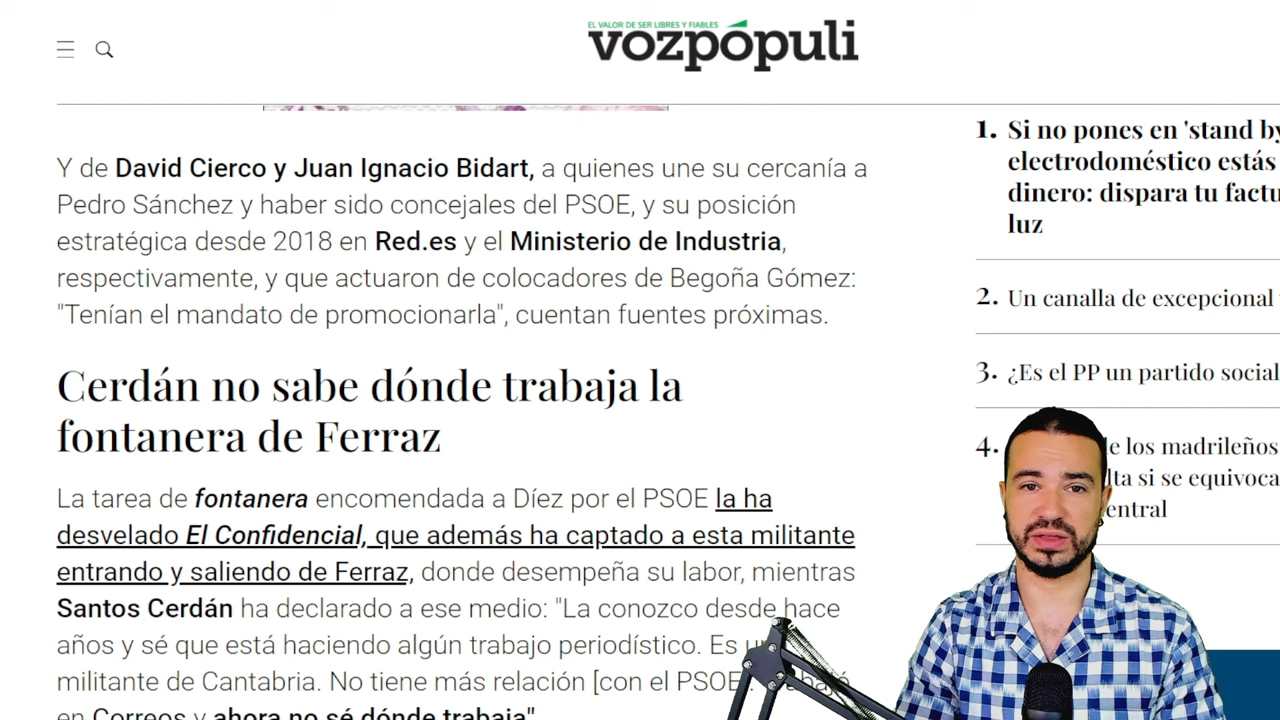 EL VALOR DE SER LIBRES Y FIABLES
vozpópuli
Y de David Cierco y Juan Ignacio Bidart, a quienes une su cercanía a
Pedro Sánchez y haber sido concejales del PSOE, y su posición
estratégica desde 2018 en Red.es y el Ministerio de Industria,
respectivamente, y que actuaron de colocadores de Begoña Gómez:
"Tenían el mandato de promocionarla", cuentan fuentes próximas.
Cerdán no sabe dónde trabaja la
fontanera de Ferraz
La tarea de fontanera encomendada a Díez por el PSOE la ha
desvelado El Confidencial, que además ha captado a esta militante
entrando y saliendo de Ferraz, donde desempeña su labor, mientras
Santos Cerdán ha declarado a ese medio: "La conozco desde hace
años y sé que está haciendo algún trabajo periodístico. Es
militante de Cantabria. No tiene más relación [con el PSOE
en Correos y ahora no sé dónde trabaja"
1. Si no pones en 'stand by
electrodoméstico estás
dinero: dispara tu factu
luz
2. Un canalla de excepcional
3. ¿Es el PP un partido social
4. de los madrileños
lta si se equivoca
entral